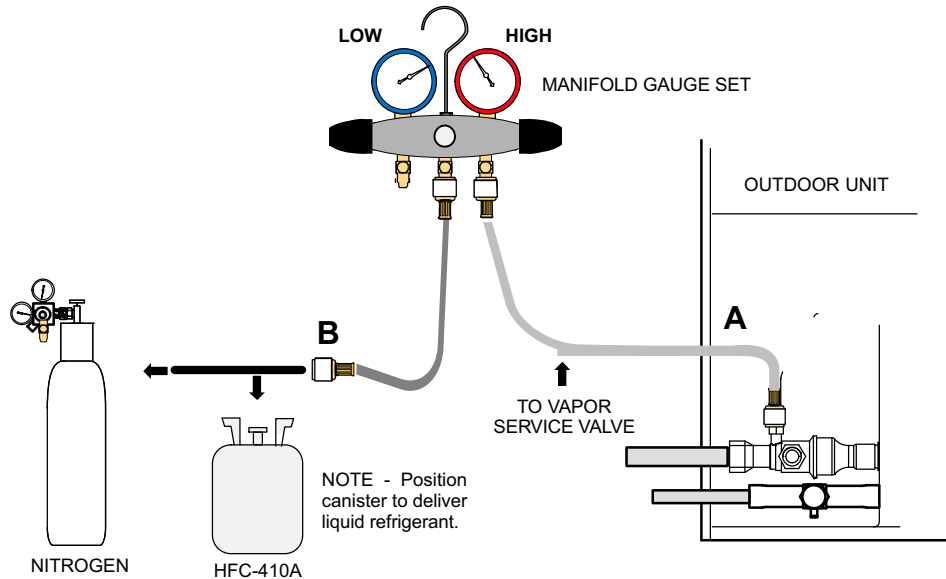 LOW
HIGH
MANIFOLD GAUGE SET
OUTDOOR UNIT
B
A
TO VAPOR
SERVICE VALVE
NOTE - Position
canister to deliver
liquid refrigerant.
NITROGEN
HFC-410A